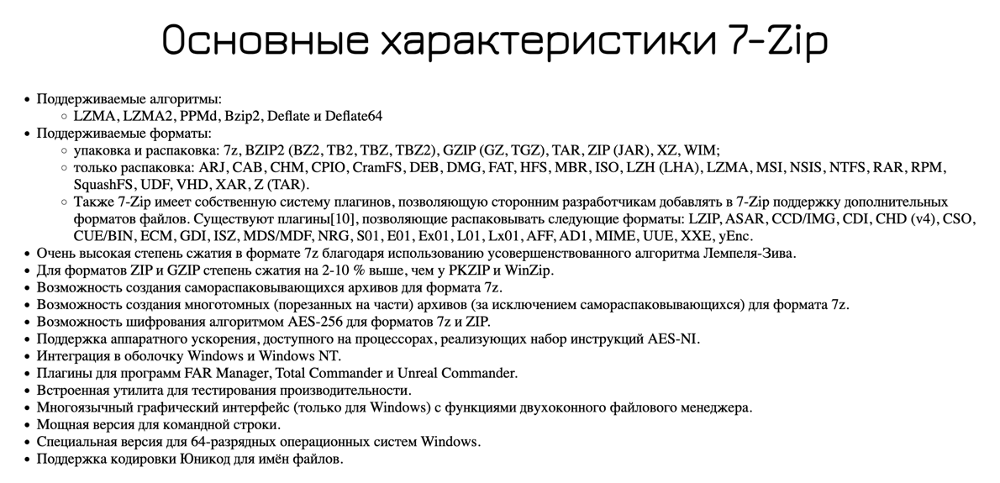 Основные характеристики 7-Zip
• Поддерживаемые алгоритмы:
◦ LZMA, LZMA2, PPMd, Bzip2, Deflate и Deflate64
• Поддерживаемые форматы:
◦ упаковка и распаковка: 7z, BZIP2 (BZ2, TB2, TBZ, TBZ2), GZIP (GZ, TGZ), TAR, ZIP (JAR), XZ, WIM;
◦ только распаковка: ARJ, CAB, CHM, CPIO, CramFS, DEB, DMG, FAT, HFS, MBR, ISO, LZH (LHA), LZMA, MSI, NSIS, NTFS, RAR, RPM,
SquashFS, UDF, VHD, XAR, Z (TAR).
◦ Также 7-Zip имеет собственную систему плагинов, позволяющую сторонним разработчикам добавлять в 7-Zip поддержку дополнительных
форматов файлов. Существуют плагины[10], позволяющие распаковывать следующие форматы: LZIP, ASAR, CCD/IMG, CDI, CHD (v4), CSO,
CUE/BIN, ECM, GDI, ISZ, MDS/MDF, NRG, S01, E01, Ex01, L01, Lx01, AFF, AD1, MIME, UUE, XXE, yEnc.
• Очень высокая степень сжатия в формате 7z благодаря использованию усовершенствованного алгоритма Лемпеля-Зива.
• Для форматов ZIP и GZIP степень сжатия на 2-10 % выше, чем у PKZIP и WinZip.
• Возможность создания самораспаковывающихся архивов для формата 7z.
• Возможность создания многотомных (порезанных на части) архивов (за исключением самораспаковывающихся) для формата 7z.
• Возможность шифрования алгоритмом AES-256 для форматов 7z и ZIP.
• Поддержка аппаратного ускорения, доступного на процессорах, реализующих набор инструкций AES-NI.
• Интеграция в оболочку Windows и Windows NT.
• Плагины для программ FAR Manager, Total Commander и Unreal Commander.
• Встроенная утилита для тестирования производительности.
• Многоязычный графический интерфейс (только для Windows) с функциями двухоконного файлового менеджера.
• Мощная версия для командной строки.
• Специальная версия для 64-разрядных операционных систем Windows.
• Поддержка кодировки Юникод для имён файлов.